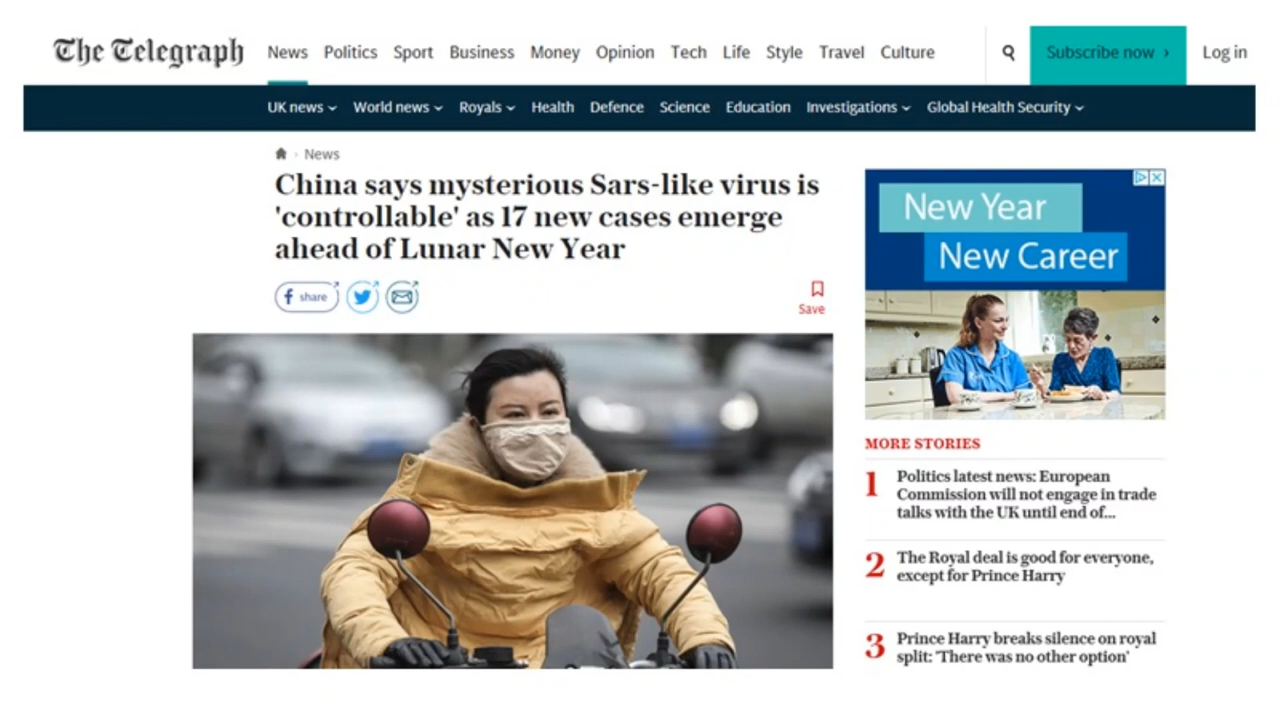 The Telegraph
News Politics Sport Business Money Opinion Tech Life Style Travel Culture
Subscribe now ›
Log in
UK news World news Royals Health Defence Science Education Investigations Global Health Security
› News
China says mysterious Sars-like virus is
'controllable' as 17 new cases emerge
ahead of Lunar New Year
share
Save
New Year
New Career
MORE STORIES
1 Politics latest news: European
Commission will not engage in trade
talks with the UK until end of...
2 The Royal deal is good for everyone,
except for Prince Harry
3 Prince Harry breaks silence on royal
split: 'There was no other option'